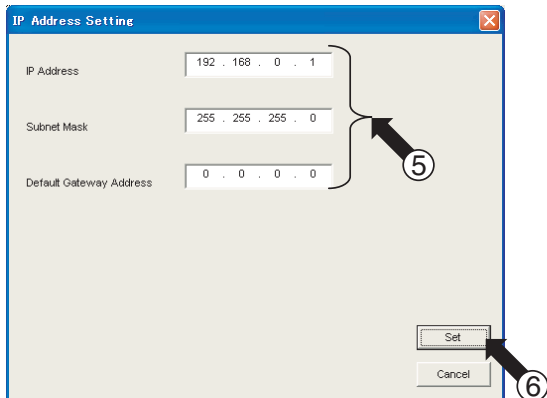 IP Address Setting
IP Address 192 . 168 . 0 . 1
Subnet Mask 255 . 255 . 255 . 0
⑤
Default Gateway Address 0 . 0 . 0 . 0
Set
Cancel
⑥